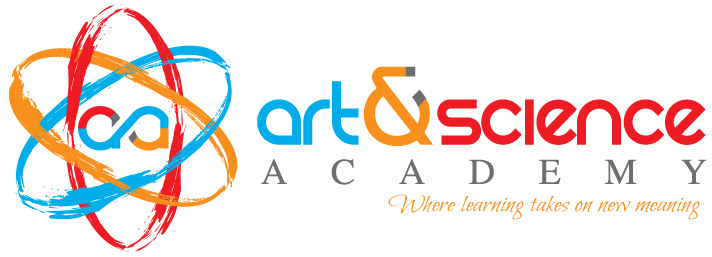 aa
art&science
ACADEMY
Where learning takes on new meaning